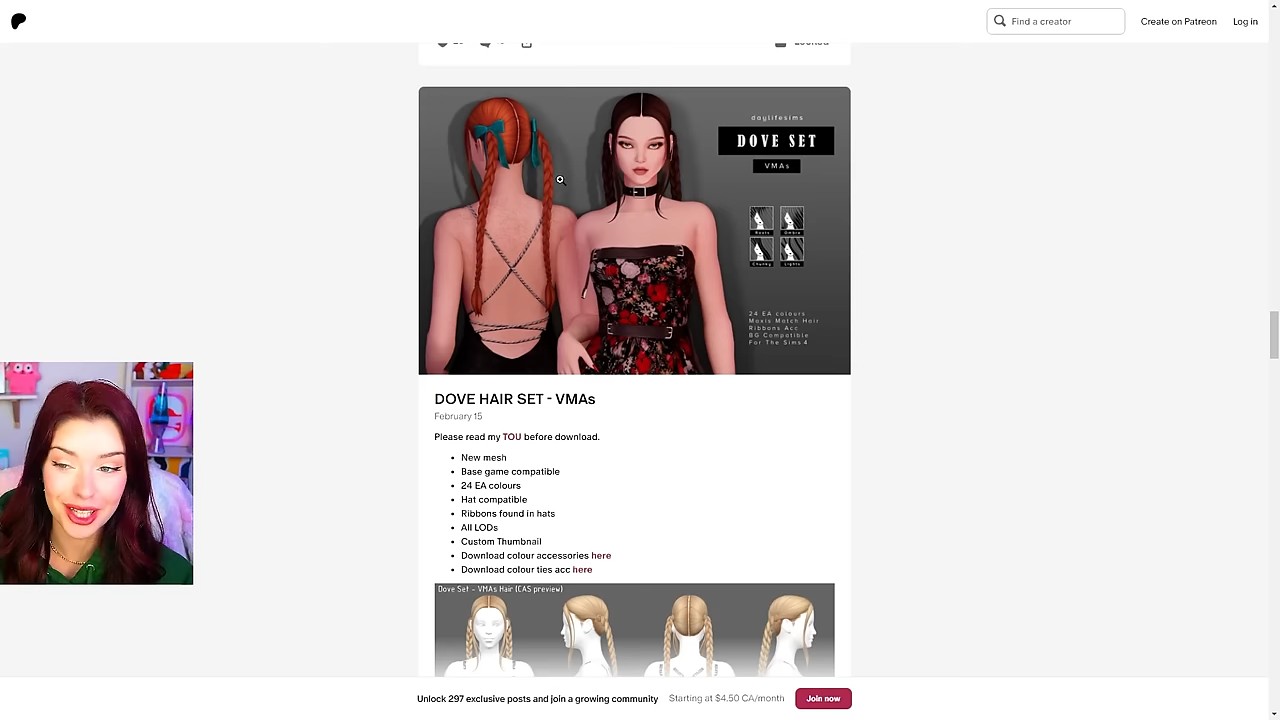 Find a creator
Create on Patreon
Log in
Locked
daylifesims
DOVE SET
VMAs
Roots
Ombre
Chunky
Lights
24 EA colours
Maxis Match Hair
Ribbons Acc
BG Compatible
For The Sims 4
DOVE HAIR SET - VMAs
February 15
Please read my TOU before download.
• New mesh
• Base game compatible
• 24 EA colours
• Hat compatible
• Ribbons found in hats
• All LODs
• Custom Thumbnail
• Download colour accessories here
• Download colour ties acc here
Dove Set - VMAs Hair (CAS preview)
Unlock 297 exclusive posts and join a growing community
Starting at $4.50 CA/month
Join now